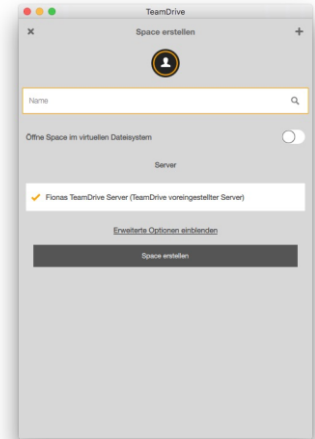 TeamDrive
Space erstellen
Name
Öffne Space im virtuellen Dateisystem
Server
Fionas TeamDrive Server (TeamDrive voreingestellter Server)
Erweiterte Optionen einblenden
Space erstellen